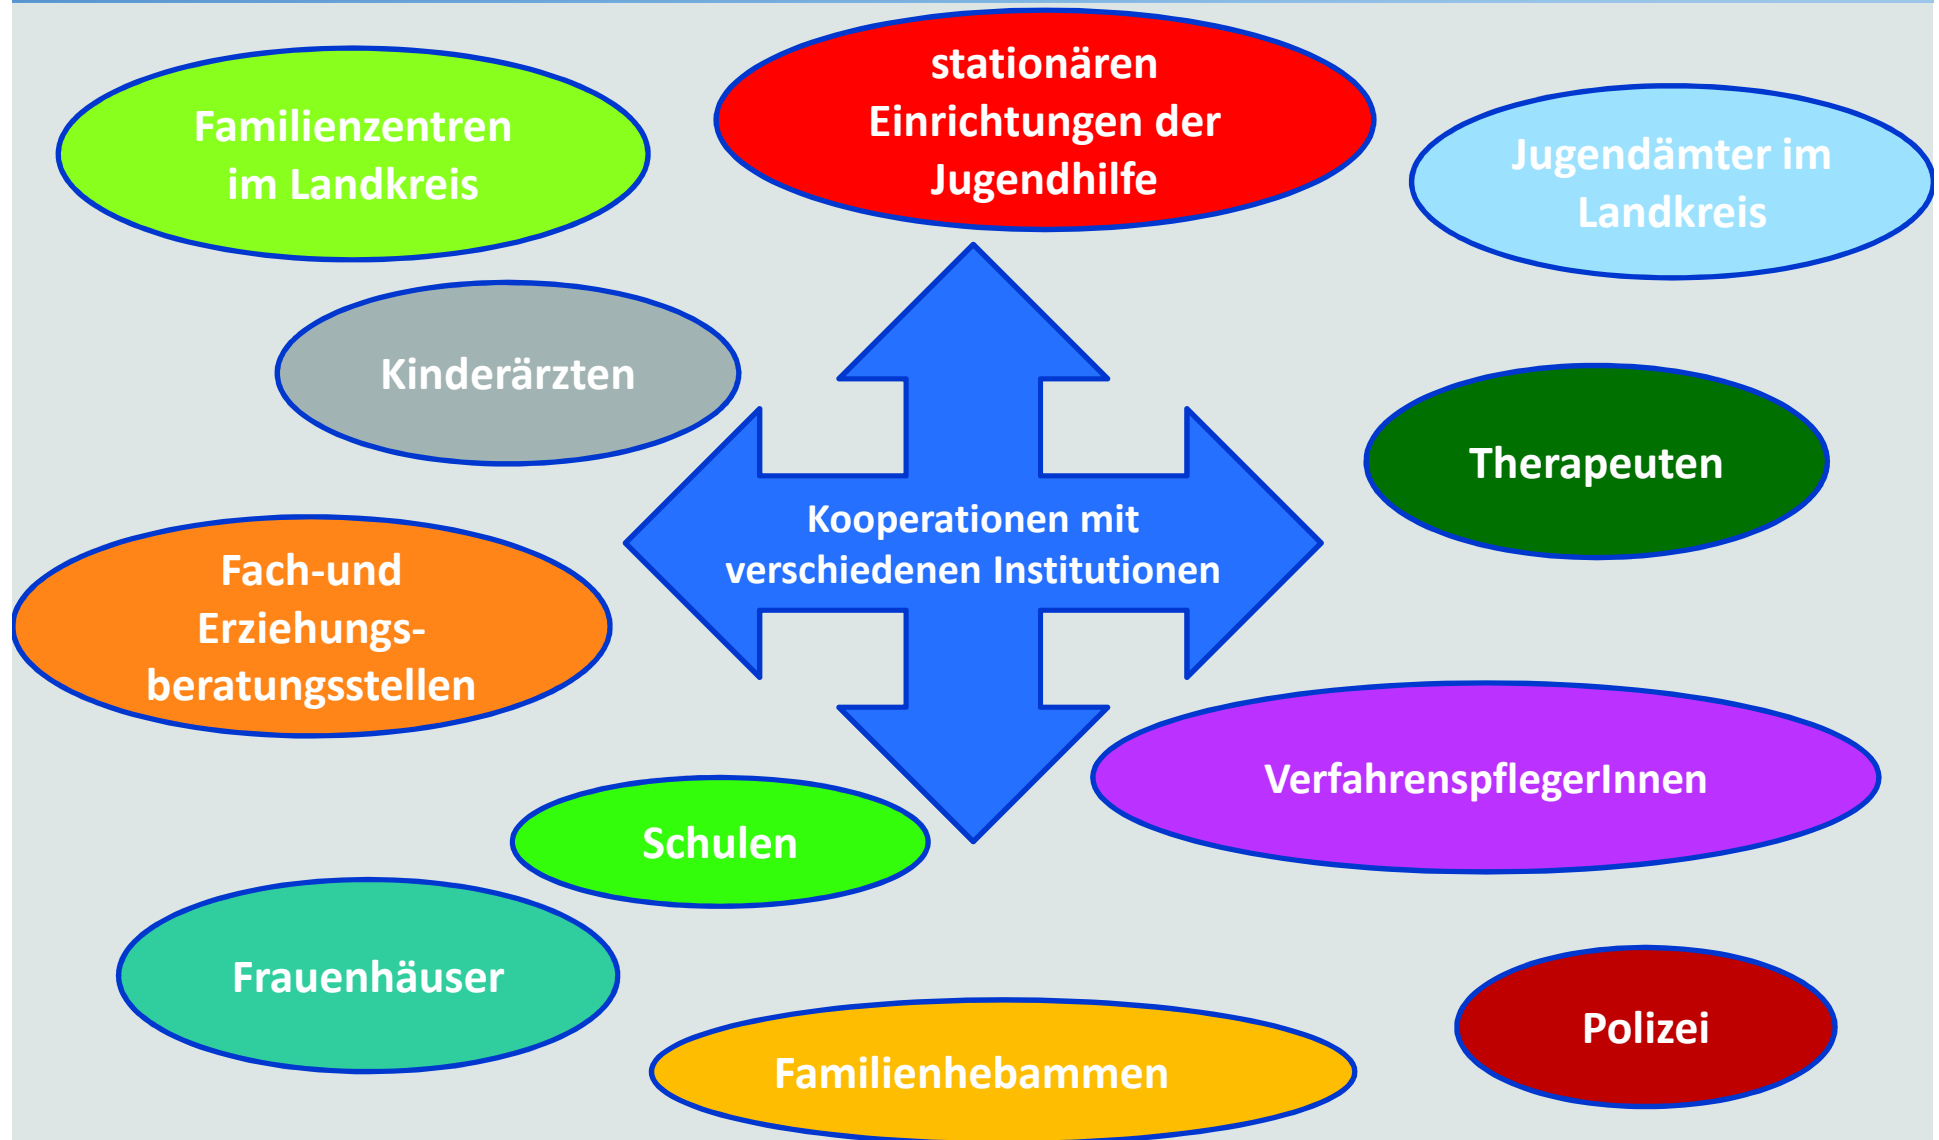 stationären
Einrichtungen der
Jugendhilfe
Familienzentren
im Landkreis
Jugendämter im
Landkreis
Kinderärzten
Therapeuten
Kooperationen mit
verschiedenen Institutionen
Fach-und
Erziehungs-
beratungsstellen
VerfahrenspflegerInnen
Schulen
Frauenhäuser
Polizei
Familienhebammen